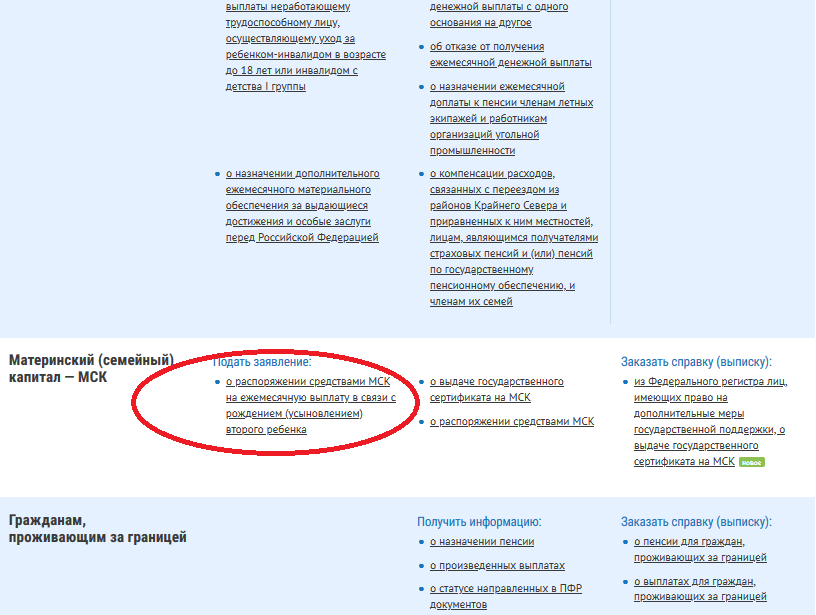 выплаты неработающему
трудоспособному лицу,
осуществляющему уход за
ребенком-инвалидом в возрасте
до 18 лет или инвалидом с
детства I группы
денежной выплаты с одного
основания на другое
об отказе от получения
ежемесячной денежной выплаты
о назначении ежемесячной
доплаты к пенсии членам летных
экипажей и работникам
организаций угольной
промышленности
о назначении дополнительного
ежемесячного материального
обеспечения за выдающиеся
достижения и особые заслуги
перед Российской Федерацией
о компенсации расходов,
связанных с переездом из
районов Крайнего Севера и
приравненных к ним местностей,
лицам, являющимся получателями
страховых пенсий и (или) пенсий
по государственному
пенсионному обеспечению, и
членам их семей
Материнский (семейный)
капитал — МСК
Подать заявление:
о распоряжении средствами МСК
на ежемесячную выплату в связи с
рождением (усыновлением)
второго ребенка
о выдаче государственного
сертификата на МСК
о распоряжении средствами МСК
Заказать справку (выписку):
из Федерального регистра лиц,
имеющих право на
дополнительные меры
государственной поддержки, о
выдаче государственного
сертификата на МСК новое
Гражданам,
проживающим за границей
Получить информацию:
о назначении пенсии
о произведенных выплатах
о статусе направленных в ПФР
документов
Заказать справку (выписку):
о пенсии для граждан,
проживающих за границей
о выплатах для граждан,
проживающих за границей